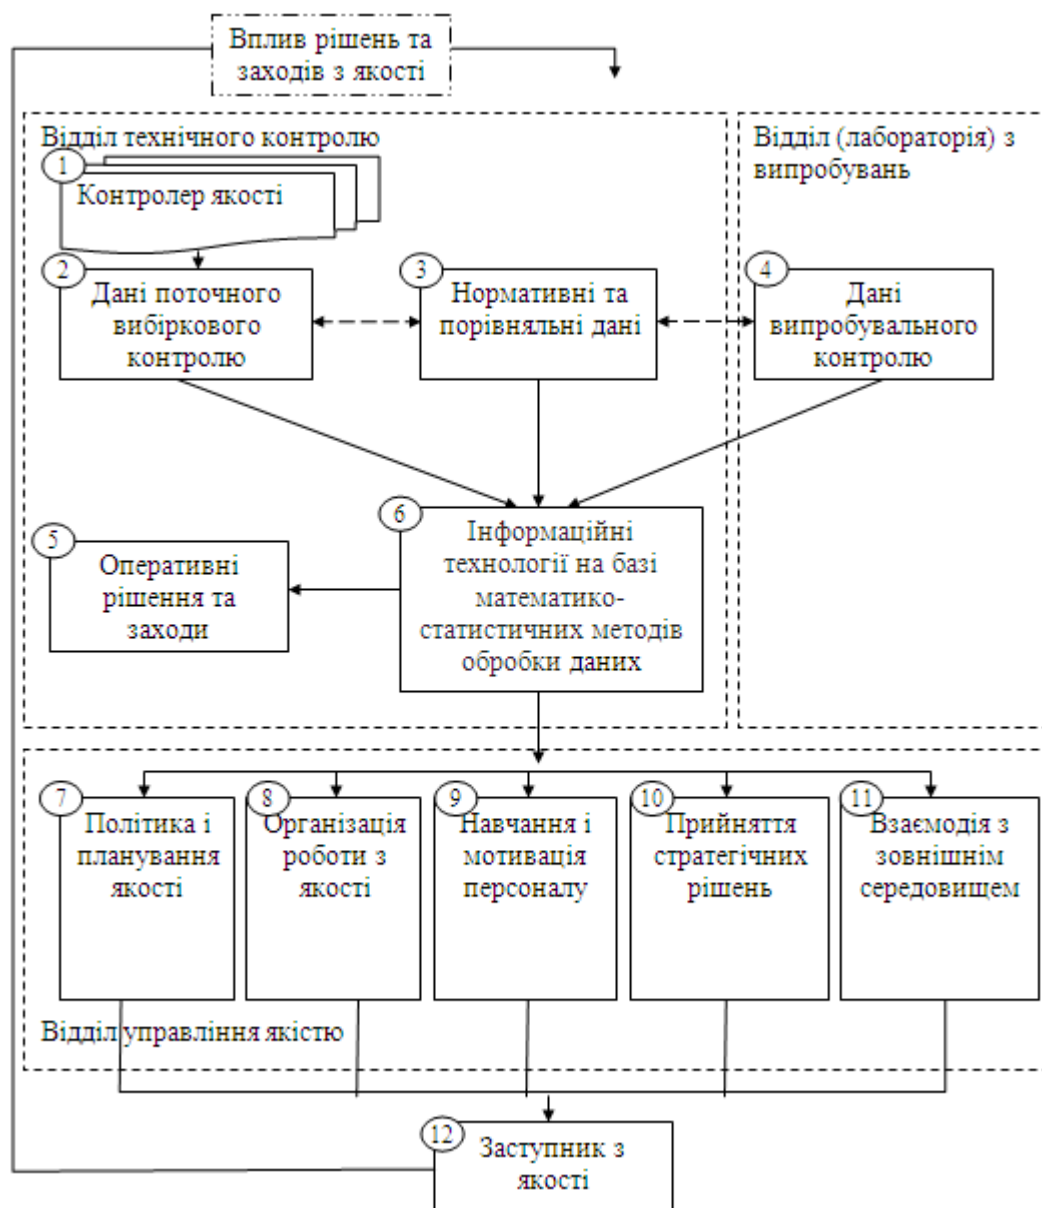 Вплив рішень та
заходів з якості
Відділ технічного контролю
Відділ (лабораторія) з
випробувань
1
Контролер якості
2
Дані поточного
вибіркового
контролю
3
Нормативні та
порівняльні дані
4
Дані
випробувального
контролю
5
Оперативні
рішення та
заходи
6
Інформаційні
технології на базі
математико-
статистичних методів
обробки даних
7
Політика і
планування
якості
8
Організація
роботи з
якості
9
Навчання і
мотивація
персоналу
10
Прийняття
стратегічних
рішень
11
Взаємодія з
зовнішнім
середовищем
Відділ управління якістю
12
Заступник з
якості